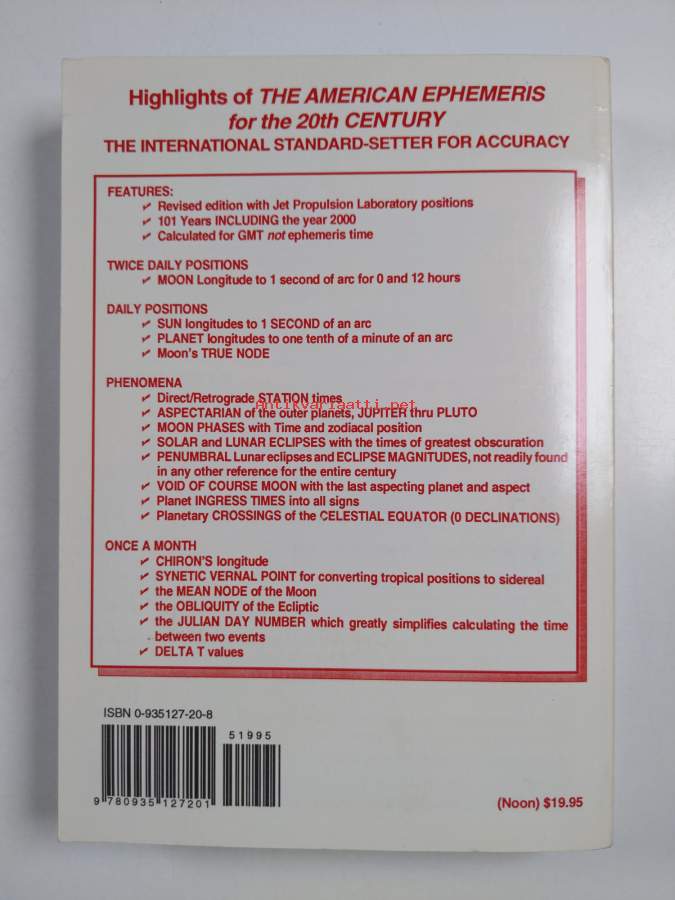 Highlights of THE AMERICAN EPHEMERIS
for the 20th CENTURY
THE INTERNATIONAL STANDARD-SETTER FOR ACCURACY
FEATURES:
✓ Revised edition with Jet Propulsion Laboratory positions
✓ 101 Years INCLUDING the year 2000
✓ Calculated for GMT not ephemeris time
TWICE DAILY POSITIONS
✓ MOON Longitude to 1 second of arc for 0 and 12 hours
DAILY POSITIONS
✓ SUN longitudes to 1 SECOND of an arc
✓ PLANET longitudes to one tenth of a minute of an arc
✓ Moon's TRUE NODE
PHENOMENA
✓ Direct/Retrograde STATION times
Antikvariaatti.net
✓ ASPECTARIAN of the outer planets, JUPITER thru PLUTO
✓ MOON PHASES with Time and zodiacal position
✓ SOLAR and LUNAR ECLIPSES with the times of greatest obscuration
✓ PENUMBRAL Lunar eclipses and ECLIPSE MAGNITUDES, not readily found
in any other reference for the entire century
✓ VOID OF COURSE MOON with the last aspecting planet and aspect
✓ Planet INGRESS TIMES into all signs
✓ Planetary CROSSINGS of the CELESTIAL EQUATOR (0 DECLINATIONS)
ONCE A MONTH
✓ CHIRON'S longitude
✓ SYNETIC VERNAL POINT for converting tropical positions to sidereal
✓ the MEAN NODE of the Moon
✓ the OBLIQUITY of the Ecliptic
✓ the JULIAN DAY NUMBER which greatly simplifies calculating the time
between two events
✓ DELTA T values
ISBN 0-935127-20-8
51995
9 780935 127201
(Noon) $19.95